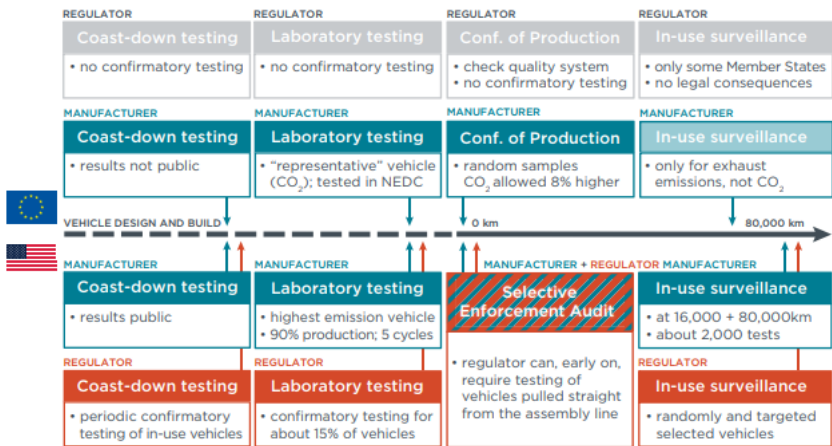 REGULATOR
Coast-down testing
• no confirmatory testing
REGULATOR
Laboratory testing
• no confirmatory testing
REGULATOR
Conf. of Production
• check quality system
• no confirmatory testing
REGULATOR
In-use surveillance
• only some Member States
• no legal consequences
MANUFACTURER
Coast-down testing
• results not public
MANUFACTURER
Laboratory testing
• “representative” vehicle
(CO₂); tested in NEDC
MANUFACTURER
Conf. of Production
• random samples
CO₂ allowed 8% higher
MANUFACTURER
In-use surveillance
• only for exhaust
emissions, not CO₂
VEHICLE DESIGN AND BUILD
0 km
80,000 km
MANUFACTURER
Coast-down testing
• results public
MANUFACTURER
Laboratory testing
• highest emission vehicle
• 90% production; 5 cycles
MANUFACTURER + REGULATOR
Selective
Enforcement Audit
• regulator can, early on,
require testing of
vehicles pulled straight
from the assembly line
MANUFACTURER
In-use surveillance
• at 16,000 + 80,000km
• about 2,000 tests
REGULATOR
Coast-down testing
• periodic confirmatory
testing of in-use vehicles
REGULATOR
Laboratory testing
• confirmatory testing for
about 15% of vehicles
REGULATOR
In-use surveillance
• randomly and targeted
selected vehicles